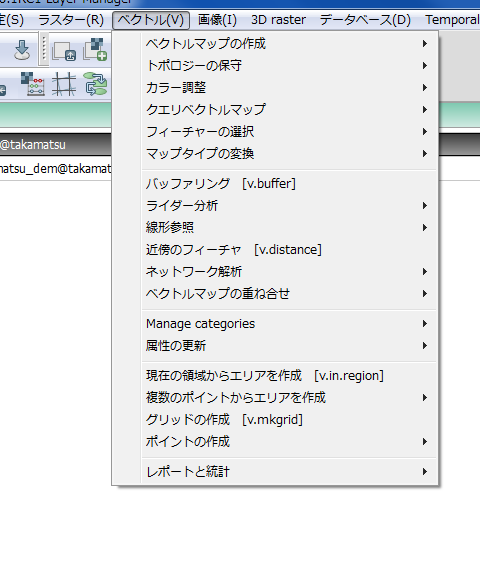 Layer Manager
定(S) ラスター(R) ベクトル(V) 画像(I) 3D raster データベース(D) Temporal
@takamatsu
matsu_dem@takamat
ベクトルマップの作成
トポロジーの保守
カラー調整
クエリベクトルマップ
フィーチャーの選択
マップタイプの変換
バッファリング [v.buffer]
ライダー分析
線形参照
近傍のフィーチャ [v.distance]
ネットワーク解析
ベクトルマップの重ね合せ
Manage categories
属性の更新
現在の領域からエリアを作成 [v.in.region]
複数のポイントからエリアを作成
グリッドの作成 [v.mkgrid]
ポイントの作成
レポートと統計